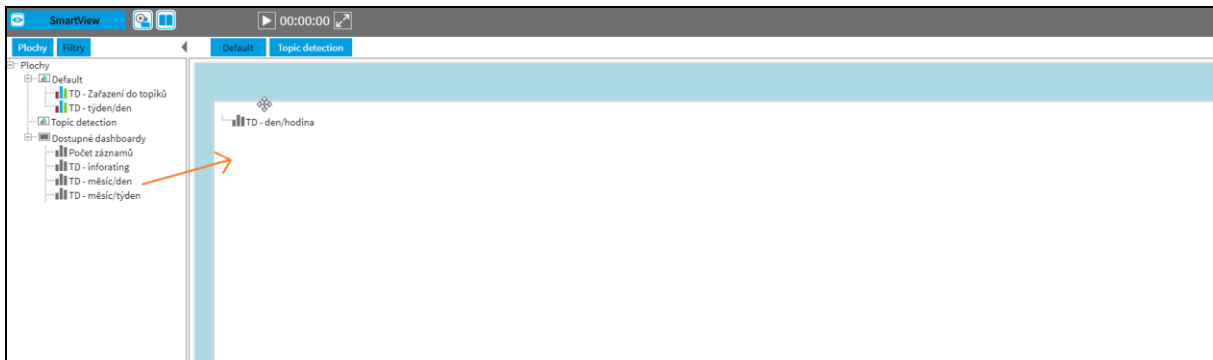 SmartView
00:00:00
Plochy Filtry
Default Topic detection
Plochy
Default
TD - Zařazení do topiků
TD - týden/den
Topic detection
Dostupné dashboardy
Počet záznamů
TD - inforating
TD - měsíc/den
TD - měsíc/týden
TD - den/hodina